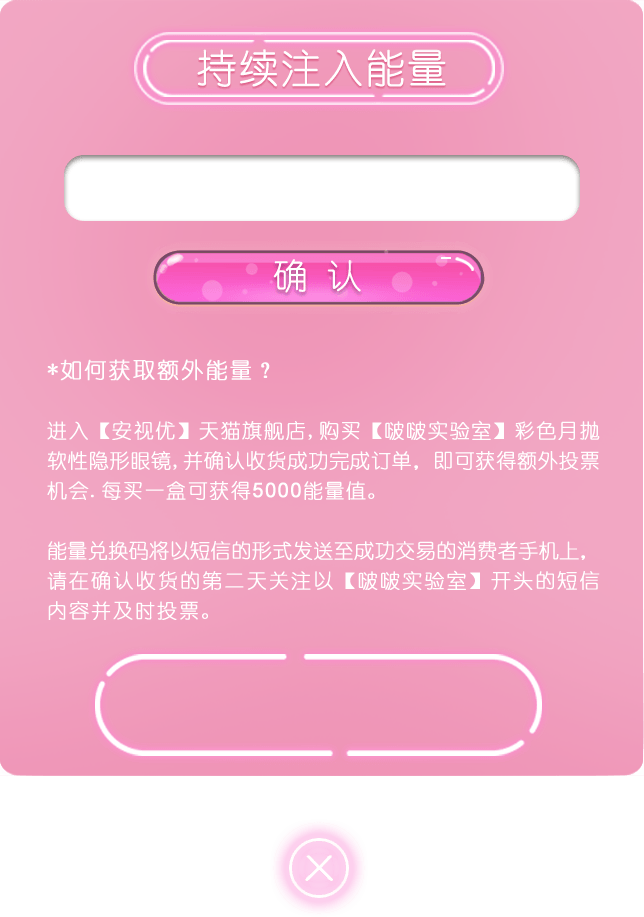 持续注入能量
确 认
*如何获取额外能量？
进入【安视优】天猫旗舰店,购买【啵啵实验室】彩色月抛
软性隐形眼镜,并确认收货成功完成订单，即可获得额外投票
机会.每买一盒可获得5000能量值。
能量兑换码将以短信的形式发送至成功交易的消费者手机上，
请在确认收货的第二天关注以【啵啵实验室】开头的短信
内容并及时投票。